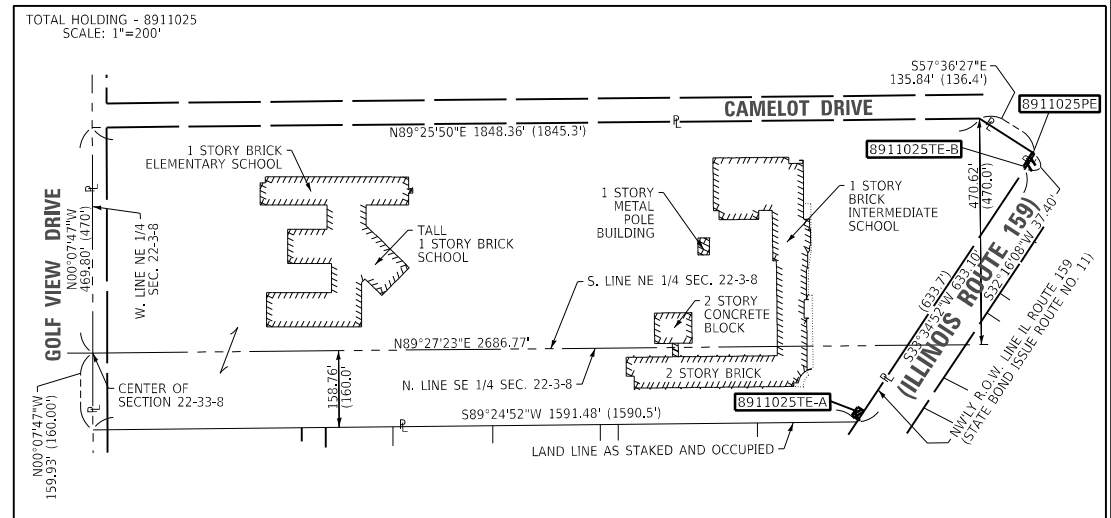 TOTAL HOLDING - 8911025
SCALE: 1"=200'
S57°36'27"E
135.84' (136.4')
8911025PE
CAMELOT DRIVE
N89°25'50"E 1848.36' (1845.3')
8911025TE-B
1 STORY BRICK
ELEMENTARY SCHOOL
1 STORY
METAL
POLE
BUILDING
1 STORY
BRICK
INTERMEDIATE
SCHOOL
470.62'
(470.0')
GOLF VIEW DRIVE
N00°07'47"W
469.80' (470')
W. LINE NE 1/4
SEC. 22-3-8
TALL
1 STORY BRICK
SCHOOL
S. LINE NE 1/4 SEC. 22-3-8
(633.7')
S33°34'52"W 633.10'
(ILLINOIS ROUTE 159)
S32°16'08"W 37.40'
2 STORY
CONCRETE
BLOCK
N89°27'23"E 2686.77'
N. LINE SE 1/4 SEC. 22-3-8
2 STORY BRICK
CENTER OF
SECTION 22-33-8
158.76'
(160.0')
N00°07'47"W
159.93' (160.00')
S89°24'52"W 1591.48' (1590.5')
8911025TE-A
LAND LINE AS STAKED AND OCCUPIED
NW'LY R.O.W. LINE IL ROUTE 159
(STATE BOND ISSUE ROUTE NO. 11)